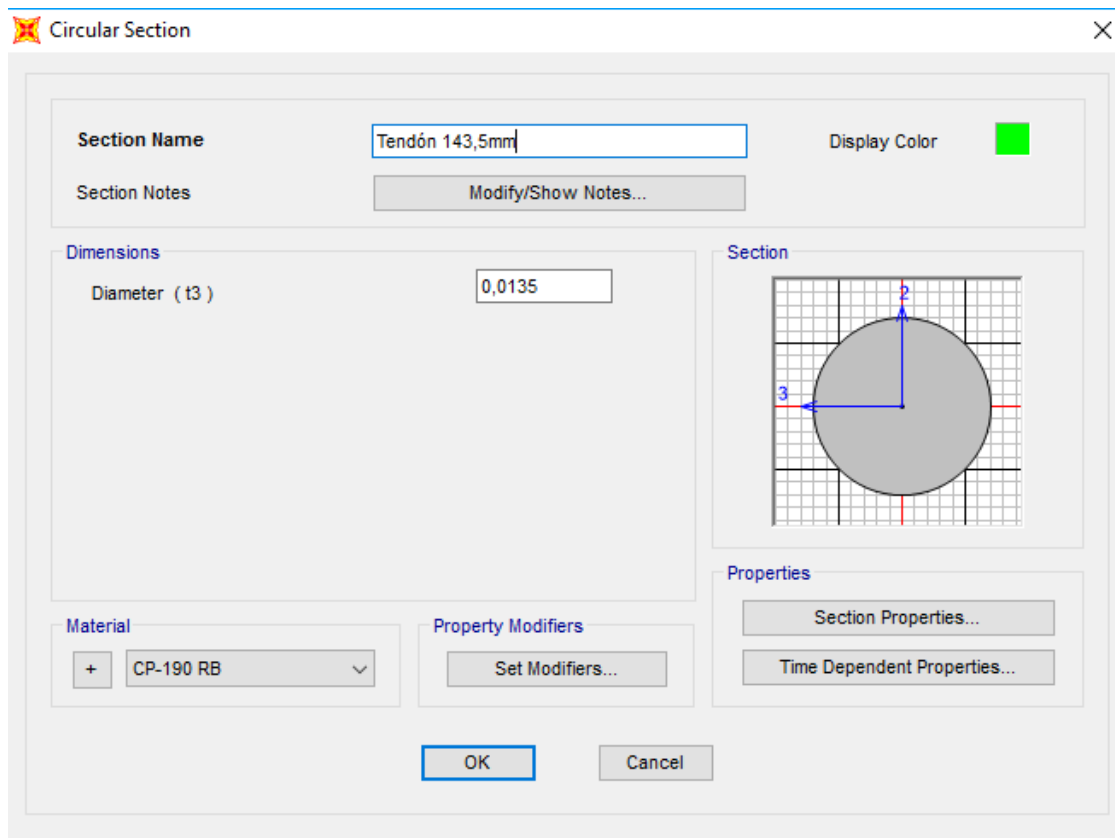 Circular Section
Section Name
Tendón 143,5mm
Display Color
Section Notes
Modify/Show Notes...
Dimensions
Diameter ( t3 )
0,0135
Section
2
3
Properties
Section Properties...
Time Dependent Properties...
Material
+
CP-190 RB
Property Modifiers
Set Modifiers...
OK
Cancel